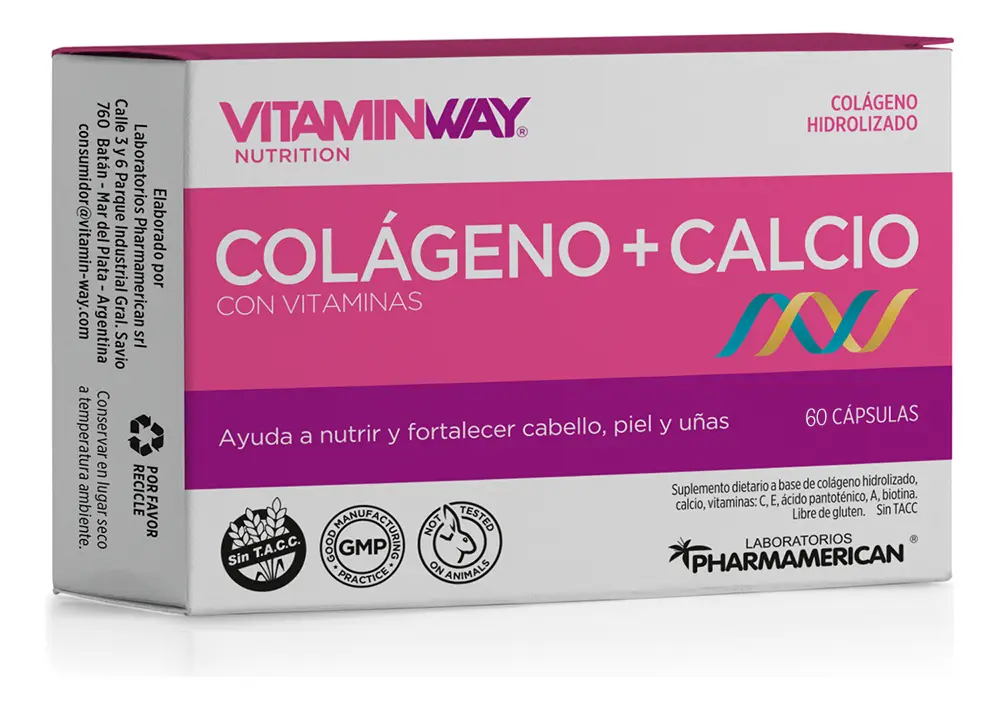 VITAMINWAY®
NUTRITION
COLÁGENO
HIDROLIZADO
COLÁGENO + CALCIO
CON VITAMINAS
Ayuda a nutrir y fortalecer cabello, piel y uñas
60 CÁPSULAS
Suplemento dietario a base de colágeno hidrolizado,
calcio, vitaminas: C, E, ácido pantoténico, A, biotina.
Libre de gluten. Sin TACC
Sin T.A.C.C.
GOOD MANUFACTURING
GMP
• PRACTICE •
NOT TESTED
ON ANIMALS
LABORATORIOS
PHARMAMERICAN®
Elaborado por
Laboratorios Pharmamerican srl
Calle 3 y 6 Parque Industrial Gral. Savio
760 Batán - Mar del Plata - Argentina
consumidor@vitamin-way.com
POR FAVOR
RECICLE
Conservar en lugar seco
a temperatura ambiente.